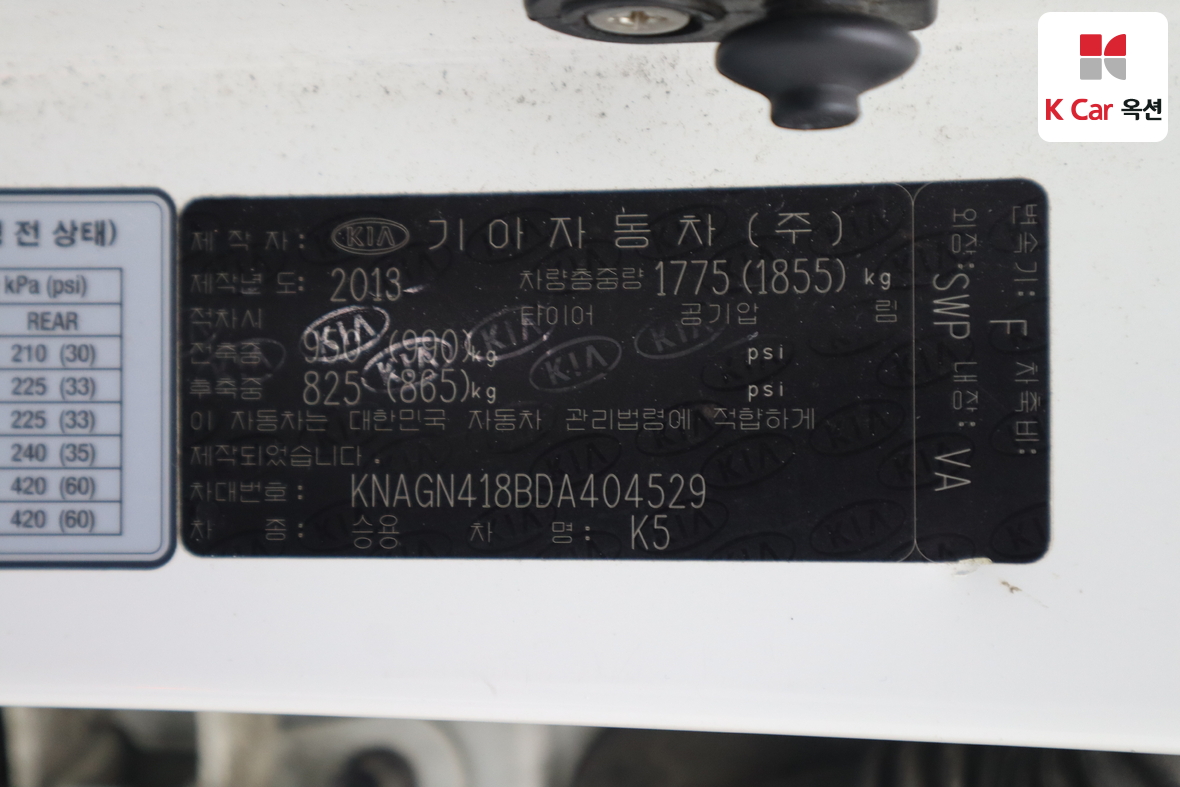 K Car 옥션
전 상태)
kPa (psi)
REAR
210 (30)
225 (33)
225 (33)
240 (35)
420 (60)
420 (60)
제 작 자 : KIA 기 아 자 동 차 ( 주 )
제작년 도: 2013 차량총중량 1775 (1855) kg
적차시 타이어 공기압 림
전축중 (990)kg psi
후축중 825 (865)kg psi
이 자동차는 대한민국 자동차 관리법령에 적합하게
제작되었습니다.
차대번호: KNAGN418BDA404529
차 종: 승용 차 명: K5
변속기: F 차축비:
외장:SWP 내장: VA